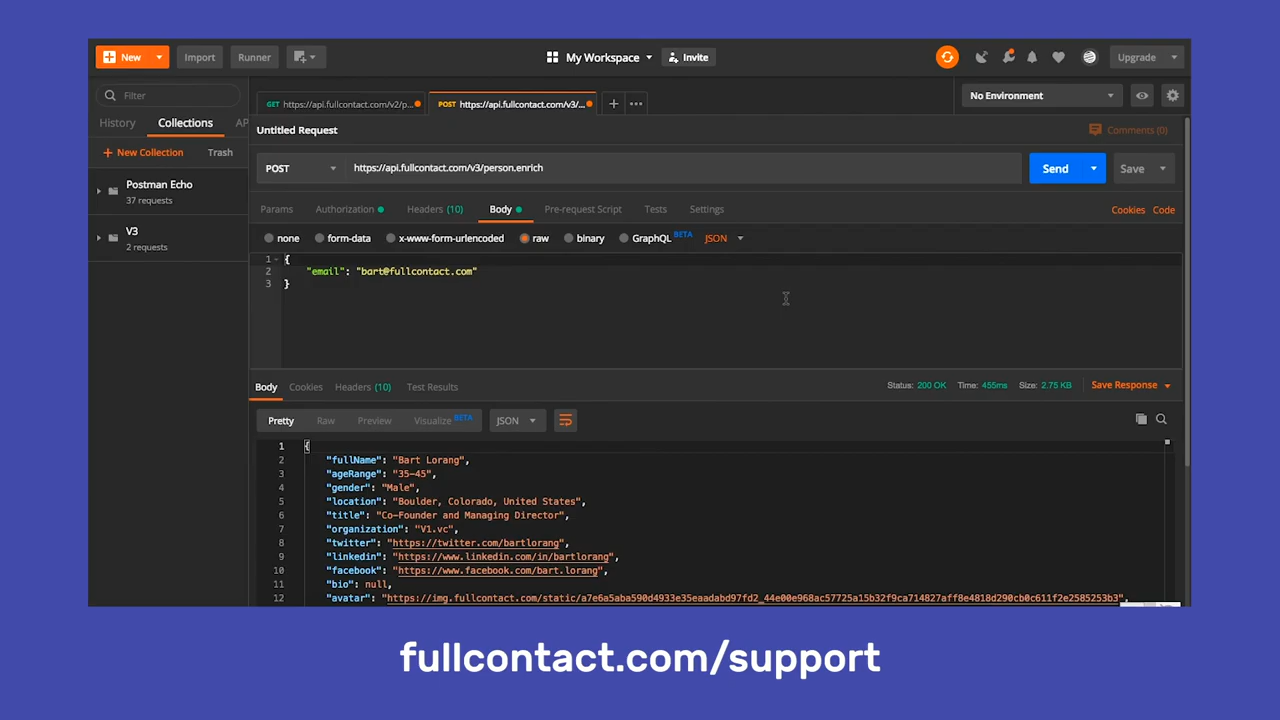 New
Import
Runner
My Workspace
Invite
Upgrade
Filter
History
Collections
AP
+ New Collection
Trash
Postman Echo
37 requests
V3
2 requests
GET https://api.fullcontact.com/v2/p...
POST https://api.fullcontact.com/v3/...
+
...
No Environment
Untitled Request
Comments (0)
POST
https://api.fullcontact.com/v3/person.enrich
Send
Save
Params
Authorization
Headers (10)
Body
Pre-request Script
Tests
Settings
Cookies
Code
none
form-data
x-www-form-urlencoded
raw
binary
GraphQL BETA
JSON
1 {
2 "email": "bart@fullcontact.com"
3 }
Body
Cookies
Headers (10)
Test Results
Status: 200 OK
Time: 455ms
Size: 2.75 KB
Save Response
Pretty
Raw
Preview
Visualize BETA
JSON
1 {
2 "fullName": "Bart Lorang",
3 "ageRange": "35-45",
4 "gender": "Male",
5 "location": "Boulder, Colorado, United States",
6 "title": "Co-Founder and Managing Director",
7 "organization": "V1.vc",
8 "twitter": "https://twitter.com/bartlorang",
9 "linkedin": "https://www.linkedin.com/in/bartlorang",
10 "facebook": "https://www.facebook.com/bart.lorang",
11 "bio": null,
12 "avatar": "https://img.fullcontact.com/static/a7e6a5aba590d4933e35eaadabd97fd2_44e00e968ac57725a15b32f9ca714827aff8e4818d290cb0c611f2e2585253b3",
fullcontact.com/support